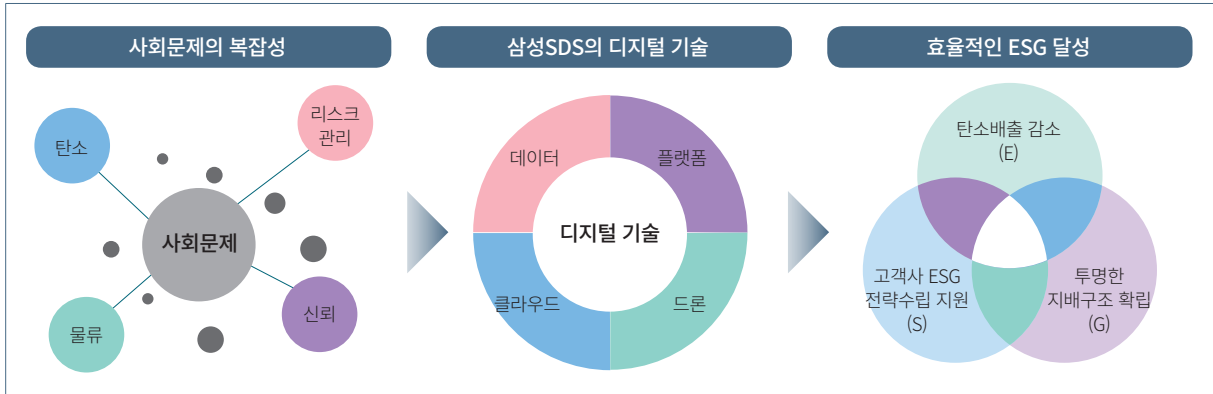 사회문제의 복잡성
탄소
리스크
관리
사회문제
물류
신뢰
삼성SDS의 디지털 기술
데이터
플랫폼
디지털 기술
클라우드
드론
효율적인 ESG 달성
탄소배출 감소
(E)
고객사 ESG
전략수립 지원
(S)
투명한
지배구조 확립
(G)